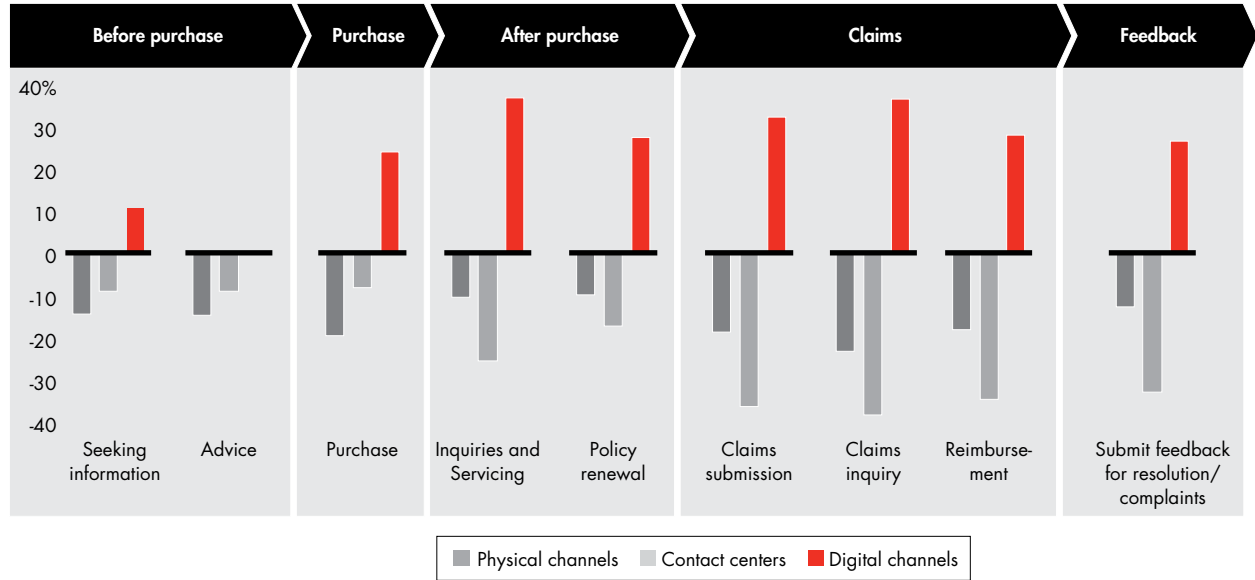 Before purchase
Purchase
After purchase
Claims
Feedback
40%
30
20
10
0
-10
-20
-30
-40
Seeking
information
Advice
Purchase
Inquiries and
Servicing
Policy
renewal
Claims
submission
Claims
inquiry
Reimburse-
ment
Submit feedback
for resolution/
complaints
Physical channels
Contact centers
Digital channels